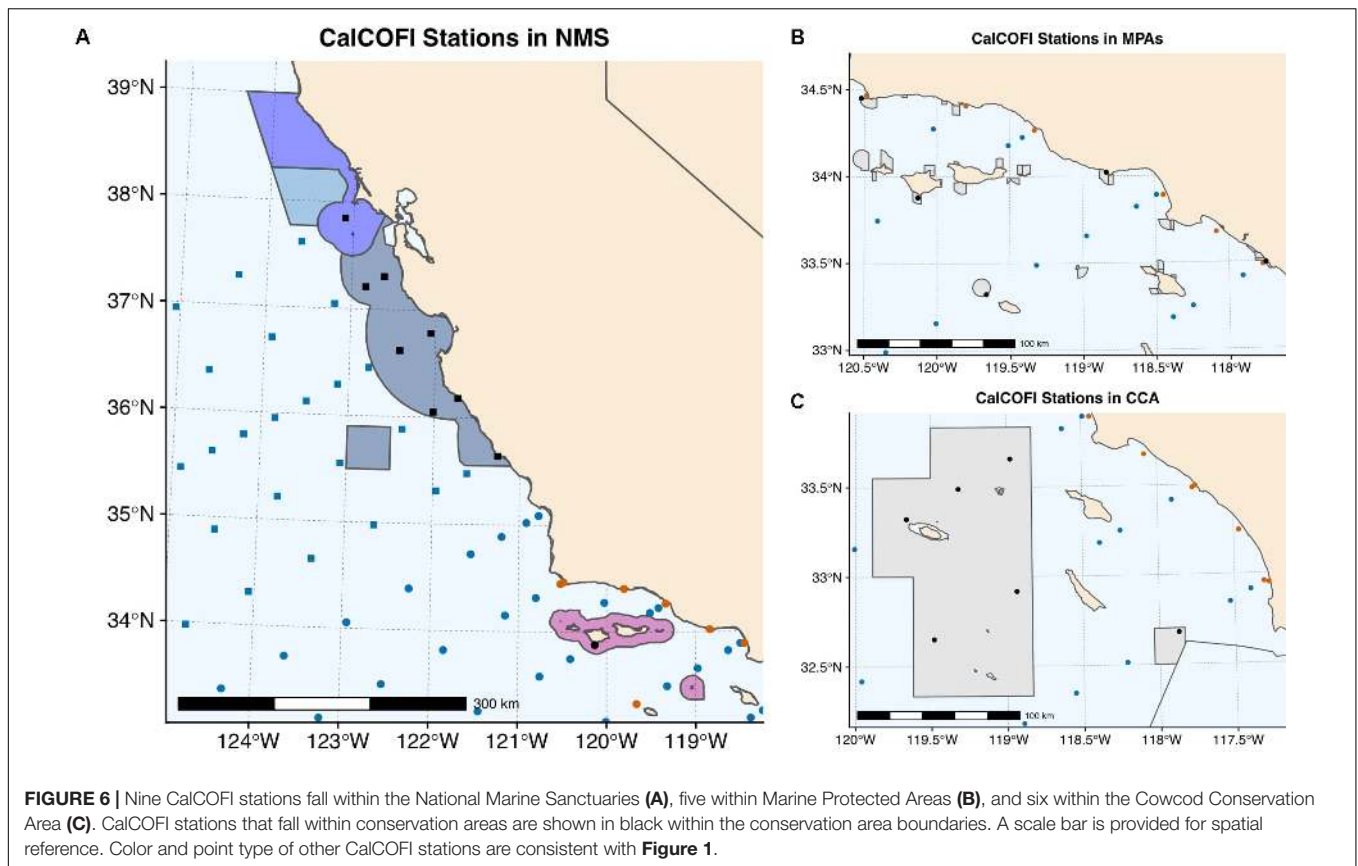 A
CalCOFI Stations in NMS
39°N
38°N
37°N
36°N
35°N
34°N
300 km
124°W 123°W 122°W 121°W 120°W 119°W
B
CalCOFI Stations in MPAs
34.5°N
34°N
33.5°N
33°N
100 km
120.5°W 120°W 119.5°W 119°W 118.5°W 118°W
C
CalCOFI Stations in CCA
33.5°N
33°N
32.5°N
100 km
120°W 119.5°W 119°W 118.5°W 118°W 117.5°W
FIGURE 6 | Nine CalCOFI stations fall within the National Marine Sanctuaries (A), five within Marine Protected Areas (B), and six within the Cowcod Conservation
Area (C). CalCOFI stations that fall within conservation areas are shown in black within the conservation area boundaries. A scale bar is provided for spatial
reference. Color and point type of other CalCOFI stations are consistent with Figure 1.